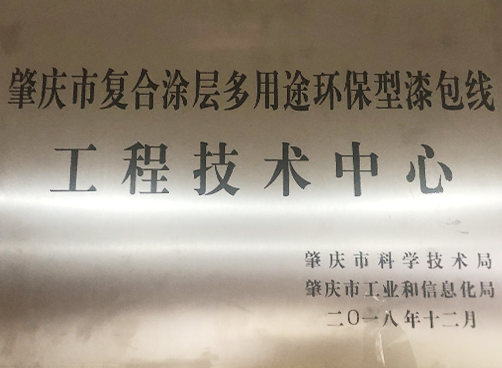 肇庆市复合涂层多用途环保型漆包线
工程技术中心
肇庆市科学技术局
肇庆市工业和信息化局
二〇一八年十二月